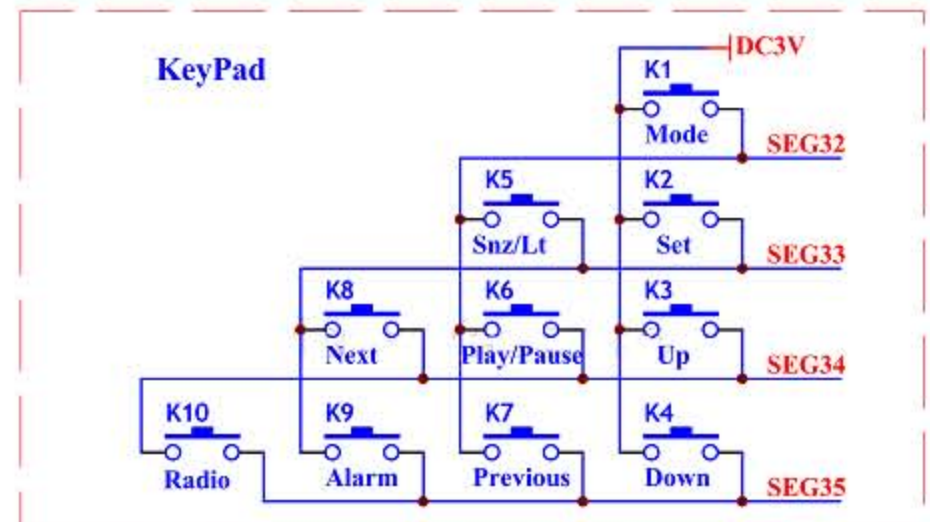 DC3V
KeyPad
K1
Mode
SEG32
K5
K2
Snz/Lt
Set
SEG33
K8
K6
K3
Next
Play/Pause
Up
SEG34
K10
K9
K7
K4
Radio
Alarm
Previous
Down
SEG35